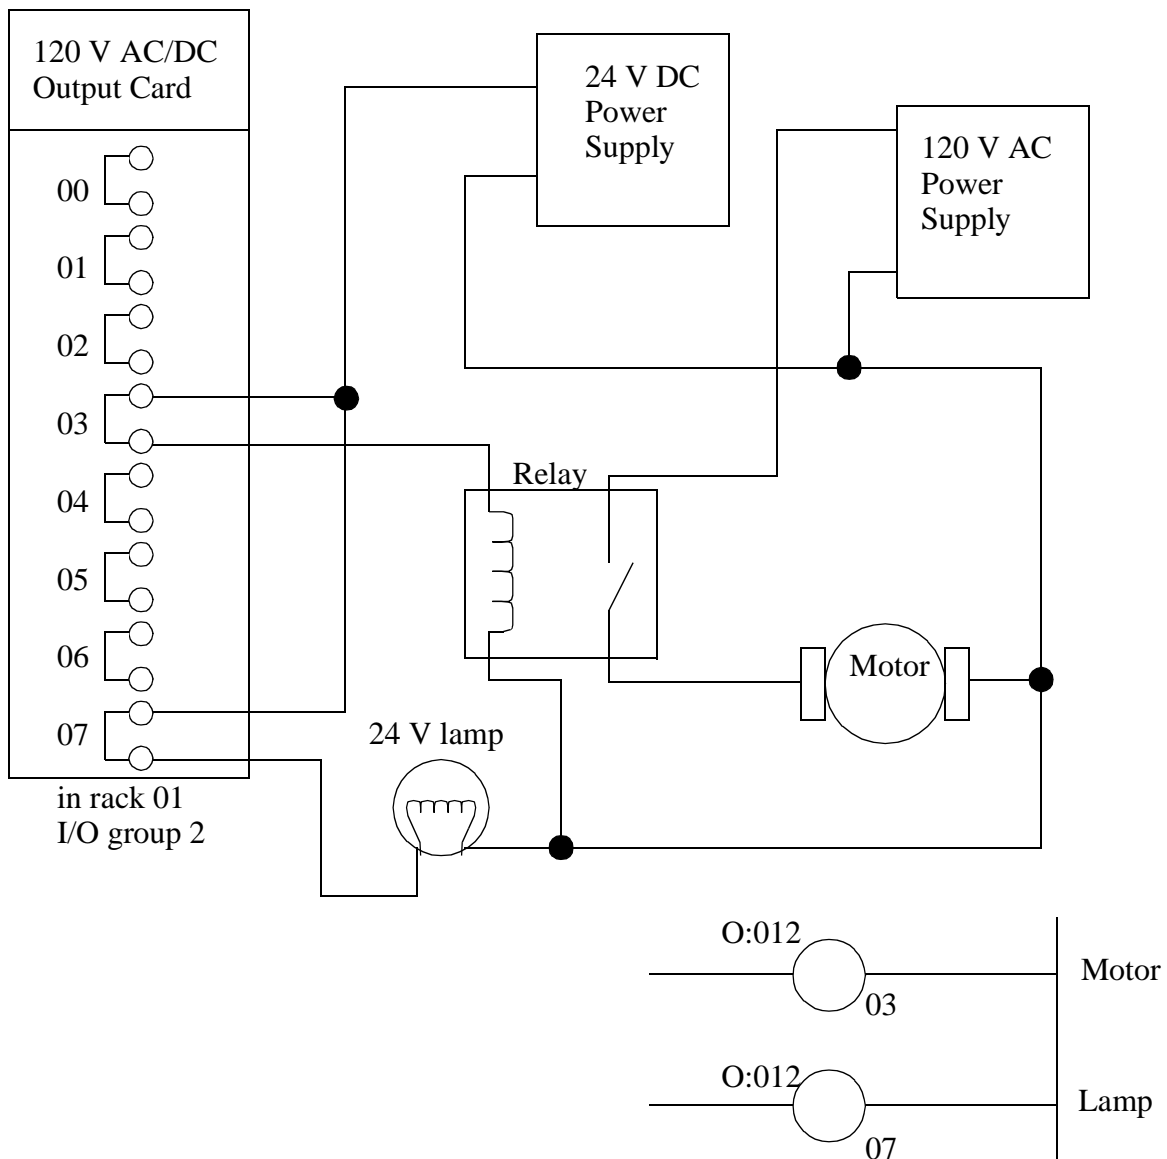 120 V AC/DC
Output Card
24 V DC
Power
Supply
120 V AC
Power
Supply
00
01
02
03
04
05
06
07
Relay
Motor
24 V lamp
in rack 01
I/O group 2
O:012
03
Motor
O:012
07
Lamp